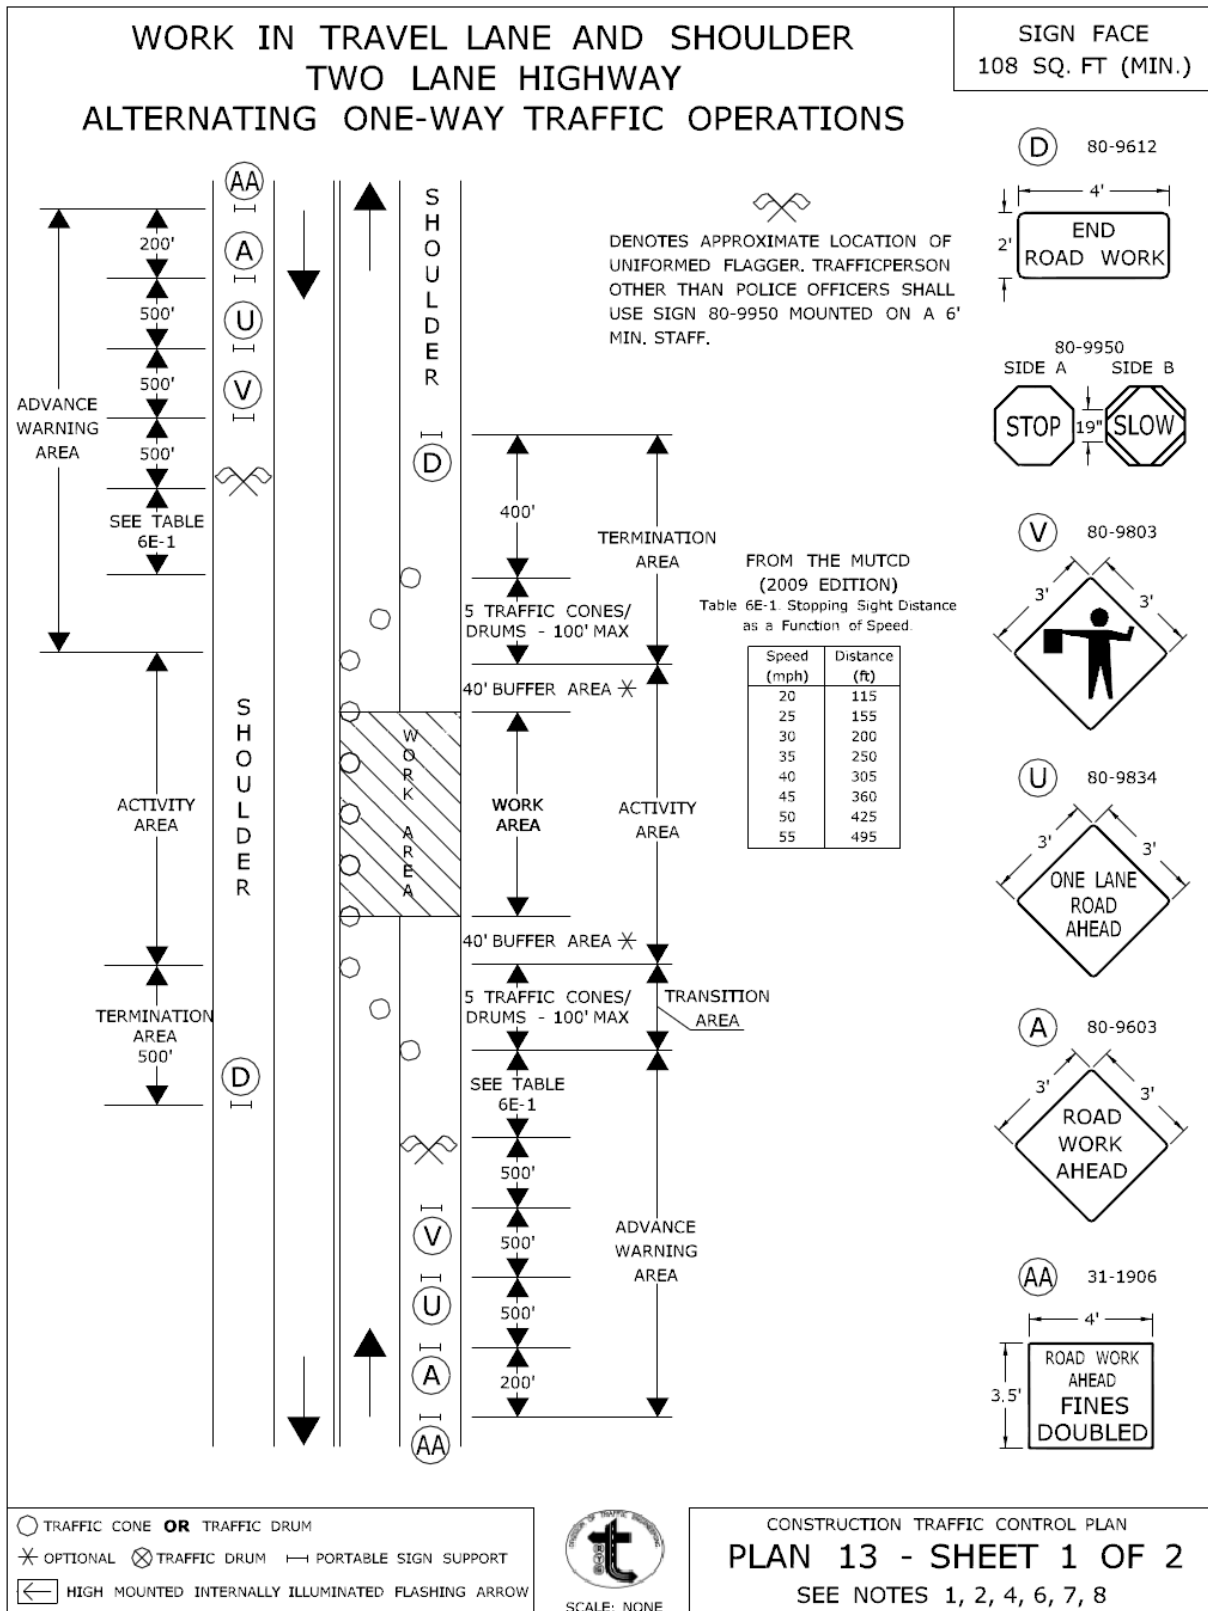 WORK IN TRAVEL LANE AND SHOULDER
TWO LANE HIGHWAY
ALTERNATING ONE-WAY TRAFFIC OPERATIONS
SIGN FACE
108 SQ. FT (MIN.)
AA
200'
A
500'
U
500'
V
500'
ADVANCE
WARNING
AREA
SEE TABLE
6E-1
SHOULDER
ACTIVITY
AREA
TERMINATION
AREA
500'
D
SHOULDER
D
400'
TERMINATION
AREA
5 TRAFFIC CONES/
DRUMS - 100' MAX
40' BUFFER AREA
WORK AREA
WORK
AREA
ACTIVITY
AREA
40' BUFFER AREA
5 TRAFFIC CONES/
DRUMS - 100' MAX
TRANSITION
AREA
SEE TABLE
6E-1
500'
V
500'
ADVANCE
WARNING
AREA
U
500'
A
200'
AA
DENOTES APPROXIMATE LOCATION OF
UNIFORMED FLAGGER. TRAFFICPERSON
OTHER THAN POLICE OFFICERS SHALL
USE SIGN 80-9950 MOUNTED ON A 6'
MIN. STAFF.
FROM THE MUTCD
(2009 EDITION)
Table 6E-1. Stopping Sight Distance
as a Function of Speed.
Speed Distance
(mph) (ft)
20 115
25 155
30 200
35 250
40 305
45 360
50 425
55 495
D 80-9612
4'
2'
END
ROAD WORK
80-9950
SIDE A SIDE B
STOP 19" SLOW
V 80-9803
3' 3'
U 80-9834
3' 3'
ONE LANE
ROAD
AHEAD
A 80-9603
3' 3'
ROAD
WORK
AHEAD
AA 31-1906
4'
3.5'
ROAD WORK
AHEAD
FINES
DOUBLED
TRAFFIC CONE OR TRAFFIC DRUM
OPTIONAL TRAFFIC DRUM PORTABLE SIGN SUPPORT
HIGH MOUNTED INTERNALLY ILLUMINATED FLASHING ARROW
DIVISION OF TRAFFIC ENGINEERING
SCALE: NONE
CONSTRUCTION TRAFFIC CONTROL PLAN
PLAN 13 - SHEET 1 OF 2
SEE NOTES 1, 2, 4, 6, 7, 8